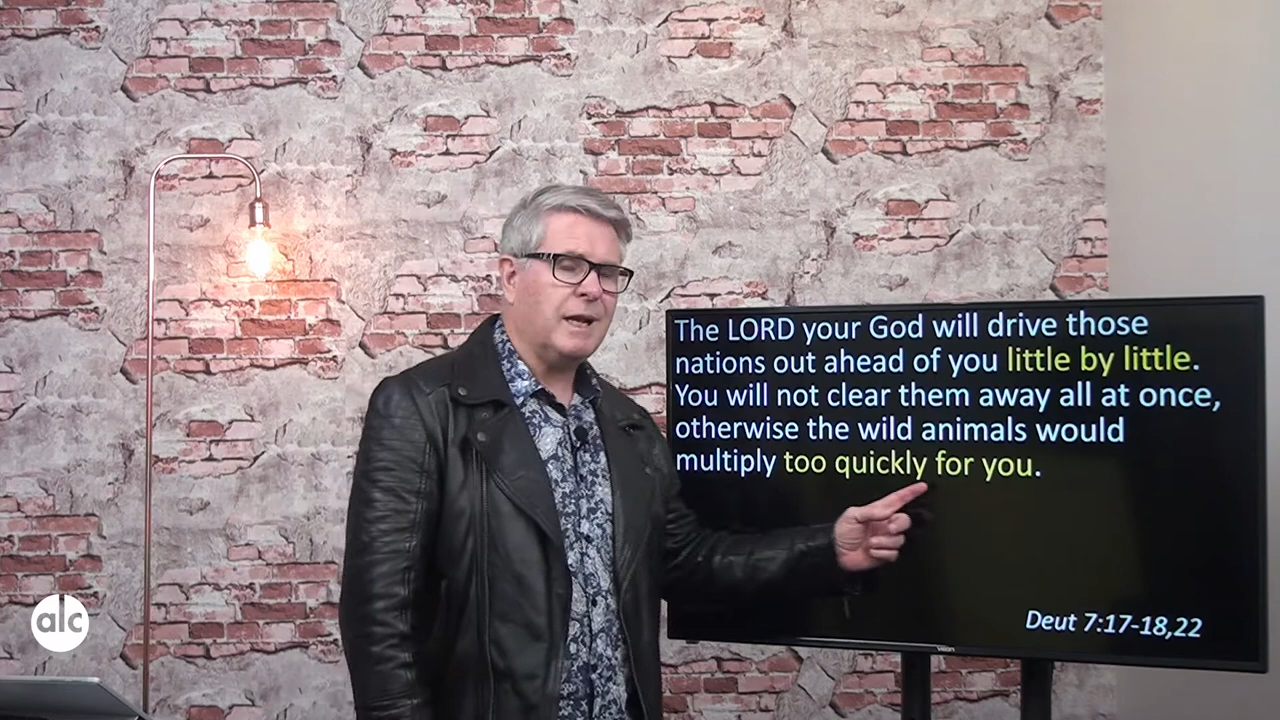 The LORD your God will drive those
nations out ahead of you little by little.
You will not clear them away all at once,
otherwise the wild animals would
multiply too quickly for you.
Deut 7:17-18,22
alc